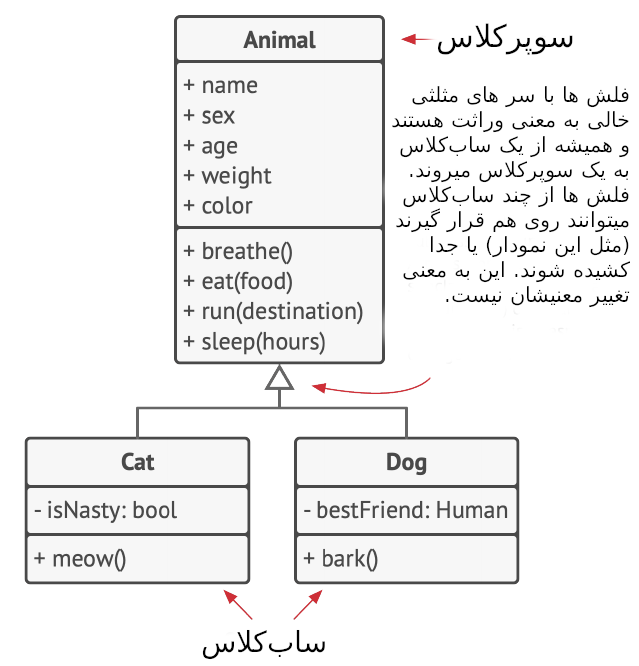 Animal
سوپرکلاس
+ name
+ sex
+ age
+ weight
+ color
+ breathe()
+ eat(food)
+ run(destination)
+ sleep(hours)
فلش ها با سر های مثلثی
خالی به معنی وراثت هستند
و همیشه از یک ساب‌کلاس
به یک سوپرکلاس میروند.
فلش ها از چند ساب‌کلاس
میتوانند روی هم قرار گیرند
(مثل این نمودار) یا جدا
کشیده شوند. این به معنی
تغییر معنیشان نیست.
Cat
- isNasty: bool
+ meow()
Dog
- bestFriend: Human
+ bark()
ساب‌کلاس